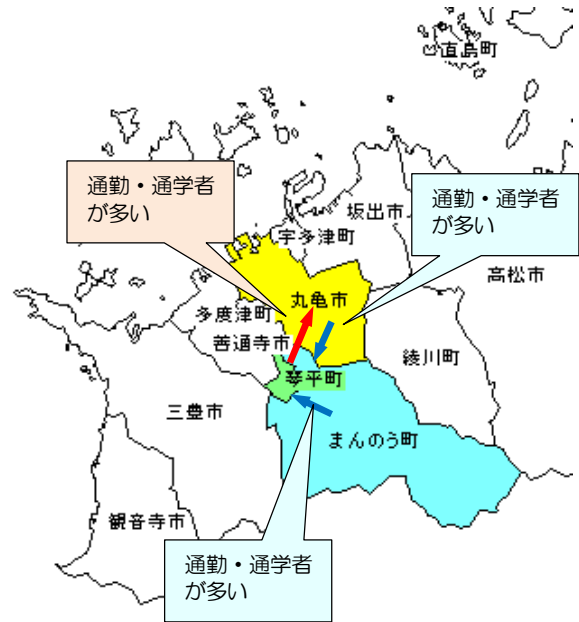 直島町
通勤・通学者
が多い
通勤・通学者
が多い
坂出市
宇多津町
高松市
丸亀市
多度津町
善通寺市
綾川町
琴平町
三豊市
まんのう町
観音寺市
通勤・通学者
が多い